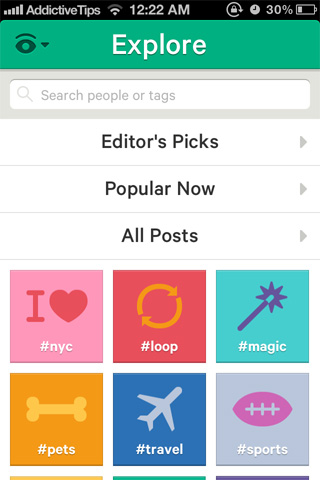 AddictiveTips 12:22 AM 30%
Explore
Search people or tags
Editor's Picks
Popular Now
All Posts
I
#nyc #loop #magic
#pets #travel #sports